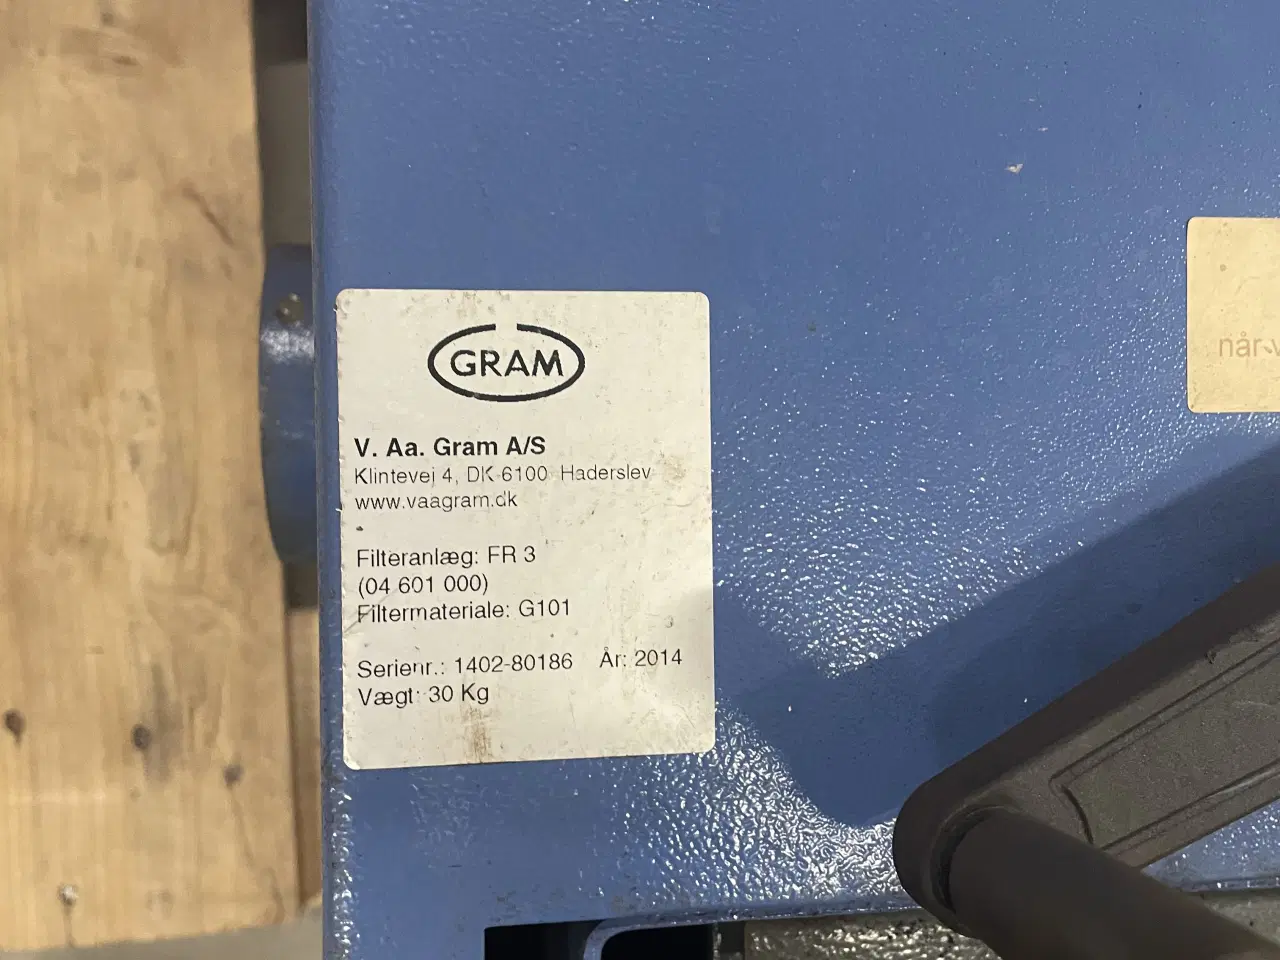 GRAM
V. Aa. Gram A/S
Klintevej 4, DK-6100 Haderslev
www.vaagram.dk
Filteranlæg: FR 3
(04 601 000)
Filtermateriale: G101
Serienr.: 1402-80186 År: 2014
Vægt: 30 Kg
når